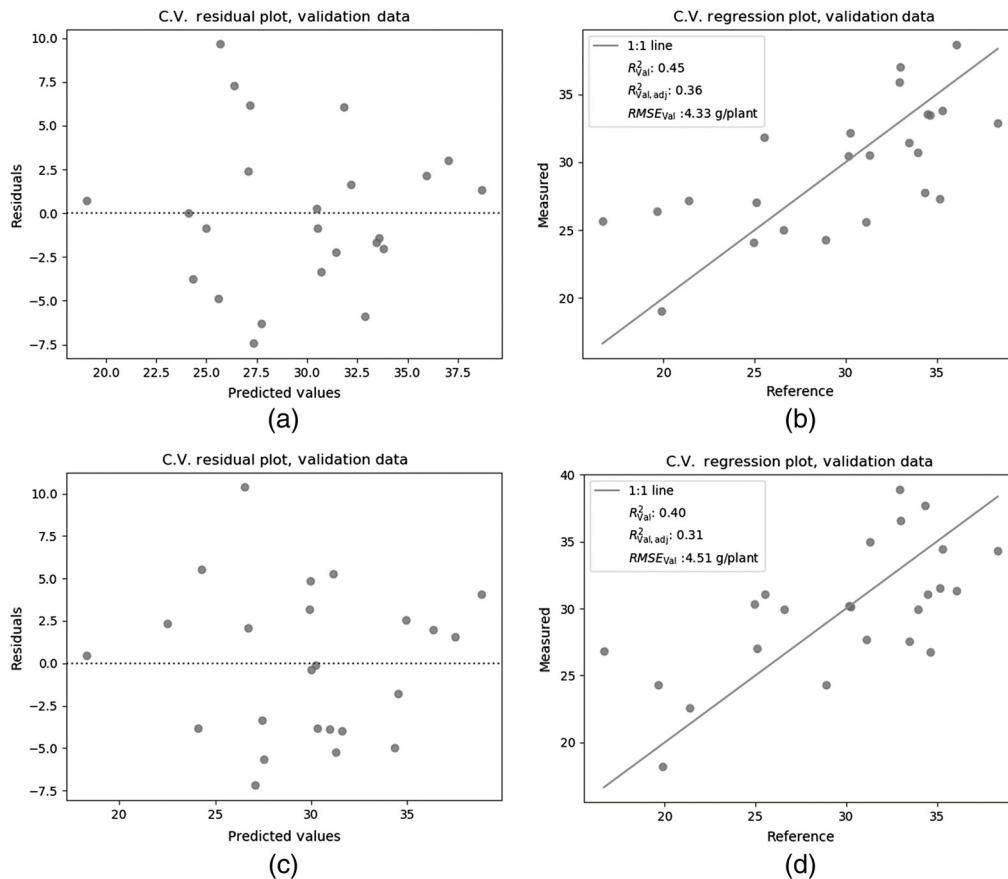 C.V. residual plot, validation data
10.0
7.5
5.0
2.5
0.0
−2.5
−5.0
−7.5
Residuals
20.0 22.5 25.0 27.5 30.0 32.5 35.0 37.5
Predicted values
(a)
C.V. regression plot, validation data
1:1 line
R²Val: 0.45
R²Val, adj: 0.36
RMSEVal :4.33 g/plant
35
30
25
20
Measured
20 25 30 35
Reference
(b)
C.V. residual plot, validation data
10.0
7.5
5.0
2.5
0.0
−2.5
−5.0
−7.5
Residuals
20 25 30 35
Predicted values
(c)
C.V. regression plot, validation data
1:1 line
R²Val: 0.40
R²Val, adj: 0.31
RMSEVal :4.51 g/plant
40
35
30
25
20
Measured
20 25 30 35
Reference
(d)